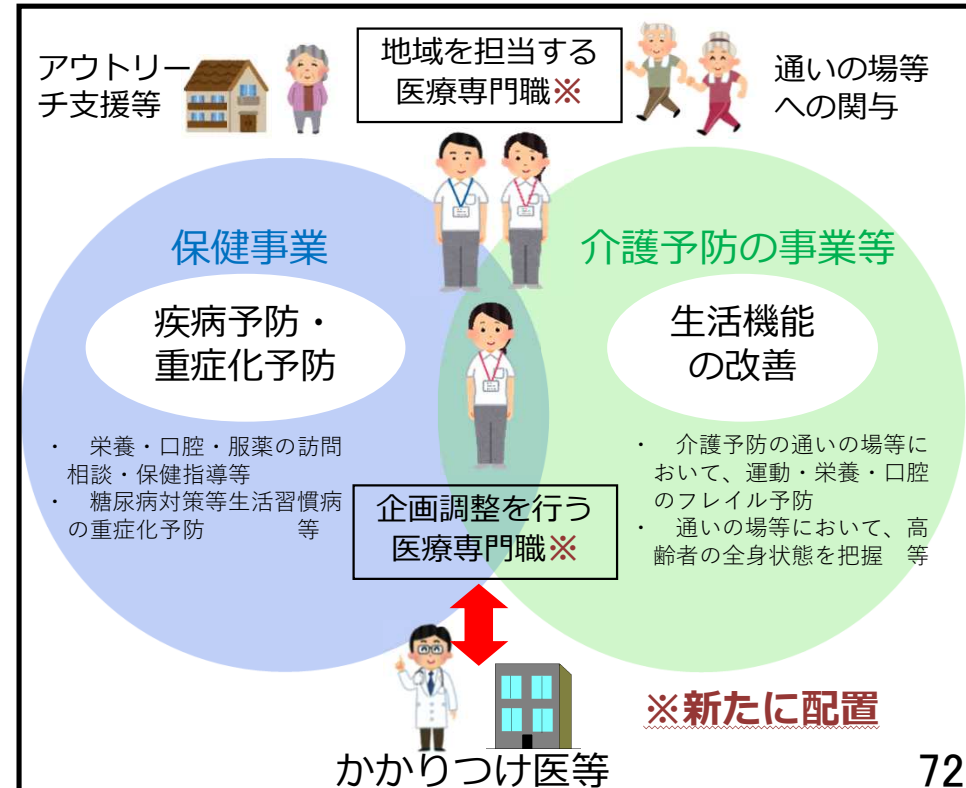 アウトリー
チ支援等
地域を担当する
医療専門職※
通いの場等
への関与
保健事業
疾病予防・
重症化予防
・ 栄養・口腔・服薬の訪問
相談・保健指導等
・ 糖尿病対策等生活習慣病
の重症化予防 等
介護予防の事業等
生活機能
の改善
・ 介護予防の通いの場等に
おいて、運動・栄養・口腔
のフレイル予防
・ 通いの場等において、高
齢者の全身状態を把握 等
企画調整を行う
医療専門職※
かかりつけ医等
※新たに配置
72